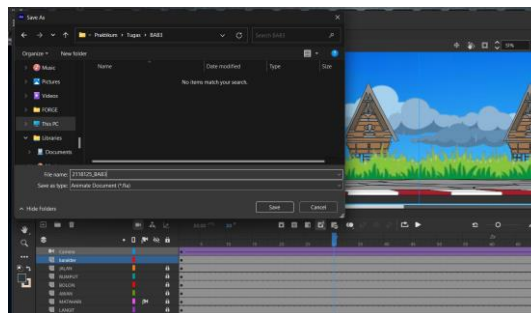 Save As
Praktikum > Tugas > BAB3
Search BAB3
Organize
New folder
Music
Pictures
Videos
FORGE
This PC
Libraries
Documents
Name
Date modified
Type
Size
No items match your search.
File name: 2118125_BAB3
Save as type: Animate Document (*.fla)
Hide Folders
Save
Cancel
Camera
karakter
JALAN
RUMPUT
AWAN
MATAHARI
LANGIT